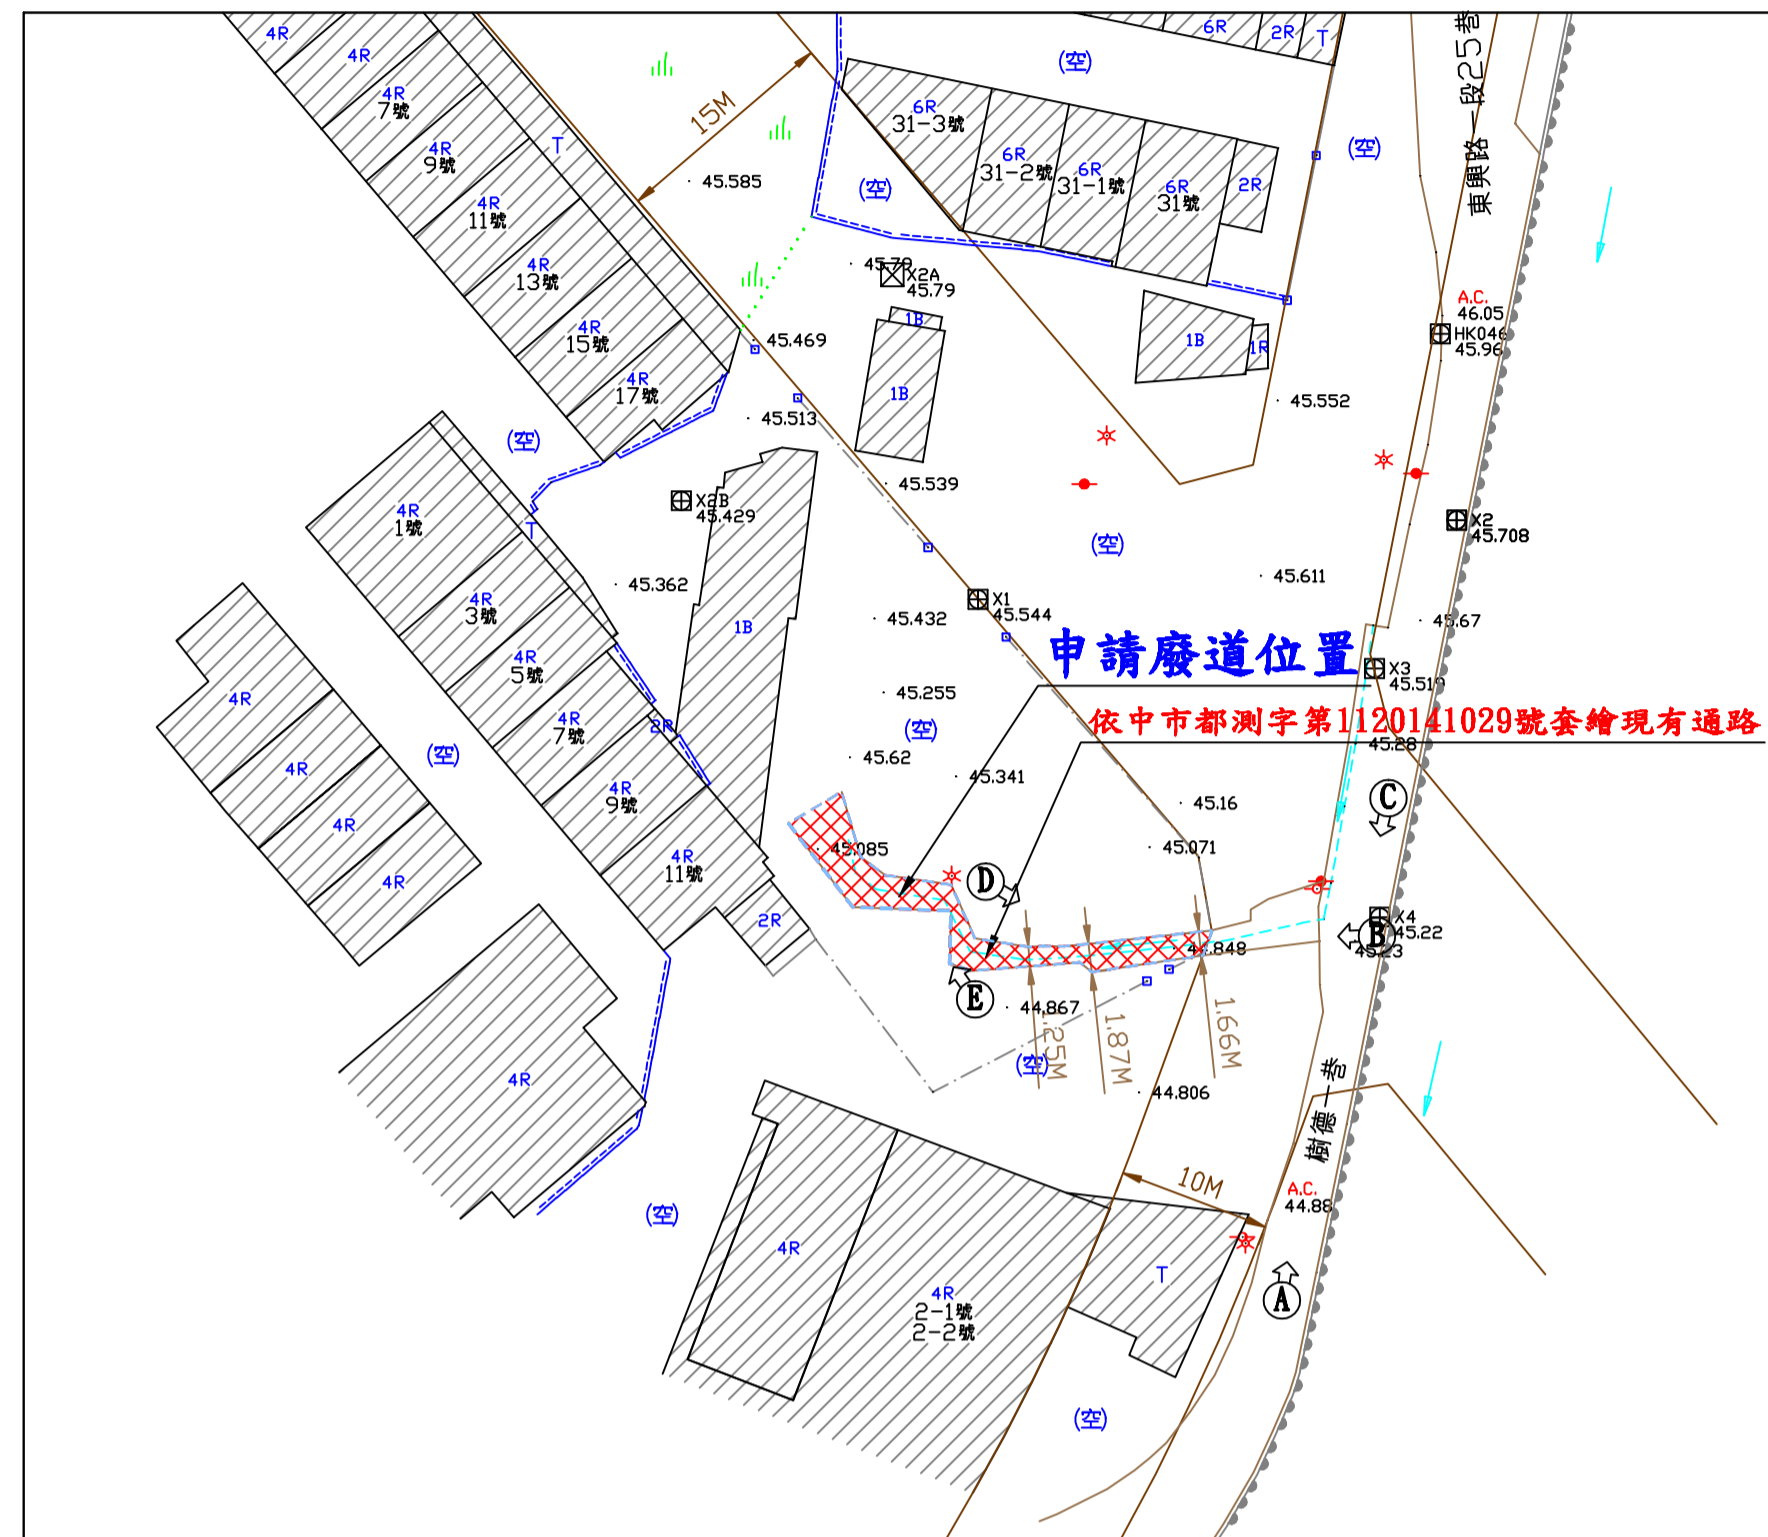 4R
4R
4R
7號
4R
9號
4R
11號
4R
13號
4R
15號
4R
17號
T
15M
45.585
(空)
6R
2R
T
(空)
(空)
(空)
6R
31-3號
6R
31-2號
6R
31-1號
6R
31號
2R
東興路一段25巷
45.79
X2A
45.79
1B
1B
1B
1R
A.C.
46.05
HK046
45.96
45.469
45.513
45.552
45.539
X2B
45.429
X2
45.708
(空)
45.611
4R
1號
T
4R
3號
4R
5號
4R
7號
2R
4R
9號
4R
11號
2R
45.362
1B
45.432
X1
45.544
45.67
申請廢道位置
X3
45.519
45.255
依中市都測字第1120141029號套繪現有通路
45.28
(空)
45.62
45.341
4R
(空)
4R
4R
4R
45.16
C
45.085
45.071
D
X4
45.22
B
45.23
44.848
E
44.867
1.25M
1.87M
1.66M
(空)
(空)
44.806
樹德一巷
4R
10M
A.C.
44.88
(空)
4R
T
4R
2-1號
2-2號
A
(空)